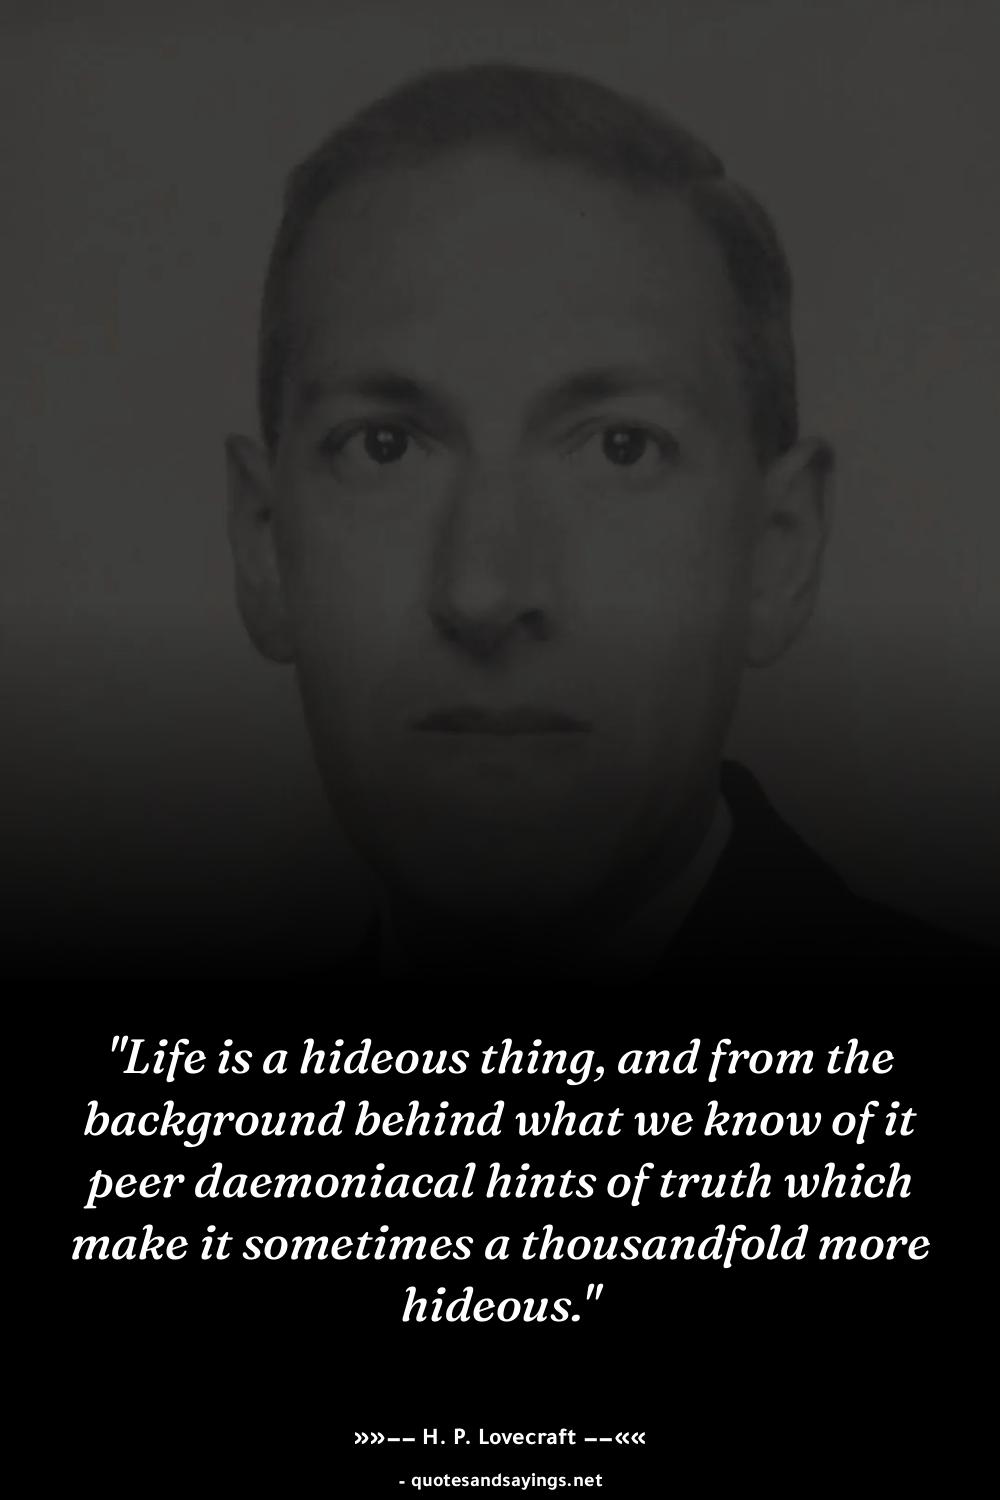 "Life is a hideous thing, and from the
background behind what we know of it
peer daemoniacal hints of truth which
make it sometimes a thousandfold more
hideous."
»»−− H. P. Lovecraft −−««
- quotesandsayings.net